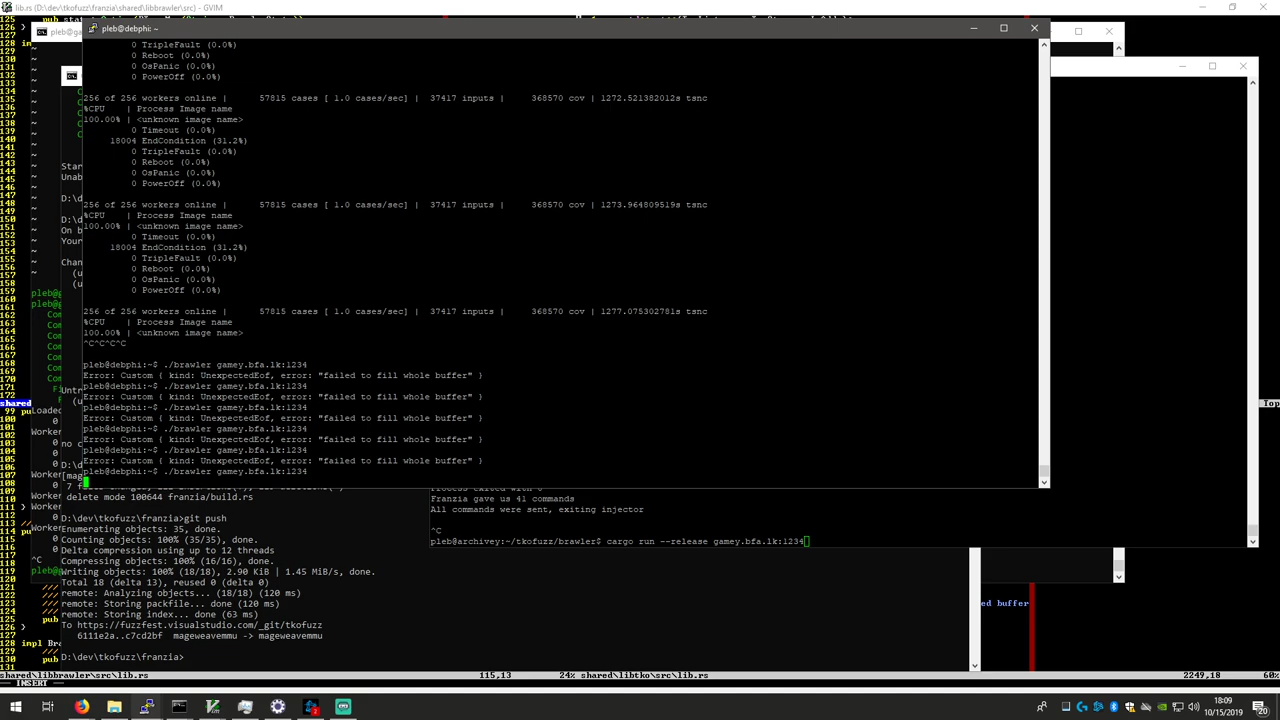 lib.rs (D:\dev\tkofuzz\franzia\shared\libbrawler\src) - GVIM
pleb@debphi: ~
0 TripleFault (0.0%)
0 Reboot (0.0%)
0 OsPanic (0.0%)
0 PowerOff (0.0%)
256 of 256 workers online | 57815 cases [ 1.0 cases/sec] | 37417 inputs | 368570 cov | 1272.521382012s tsnc
%CPU | Process Image name
100.00% | <unknown image name>
0 Timeout (0.0%)
18004 EndCondition (31.2%)
0 TripleFault (0.0%)
0 Reboot (0.0%)
0 OsPanic (0.0%)
0 PowerOff (0.0%)
256 of 256 workers online | 57815 cases [ 1.0 cases/sec] | 37417 inputs | 368570 cov | 1273.964809519s tsnc
%CPU | Process Image name
100.00% | <unknown image name>
0 Timeout (0.0%)
18004 EndCondition (31.2%)
0 TripleFault (0.0%)
0 Reboot (0.0%)
0 OsPanic (0.0%)
0 PowerOff (0.0%)
256 of 256 workers online | 57815 cases [ 1.0 cases/sec] | 37417 inputs | 368570 cov | 1277.075302781s tsnc
%CPU | Process Image name
100.00% | <unknown image name>
^C^C^C^C
pleb@debphi:~$ ./brawler gamey.bfa.lk:1234
Error: Custom { kind: UnexpectedEof, error: "failed to fill whole buffer" }
pleb@debphi:~$ ./brawler gamey.bfa.lk:1234
Error: Custom { kind: UnexpectedEof, error: "failed to fill whole buffer" }
pleb@debphi:~$ ./brawler gamey.bfa.lk:1234
Error: Custom { kind: UnexpectedEof, error: "failed to fill whole buffer" }
pleb@debphi:~$ ./brawler gamey.bfa.lk:1234
Error: Custom { kind: UnexpectedEof, error: "failed to fill whole buffer" }
pleb@debphi:~$ ./brawler gamey.bfa.lk:1234
Error: Custom { kind: UnexpectedEof, error: "failed to fill whole buffer" }
pleb@debphi:~$ ./brawler gamey.bfa.lk:1234
delete mode 100644 franzia/build.rs
D:\dev\tkofuzz\franzia>git push
Enumerating objects: 35, done.
Counting objects: 100% (35/35), done.
Delta compression using up to 12 threads
Compressing objects: 100% (16/16), done.
Writing objects: 100% (18/18), 2.90 KiB | 1.45 MiB/s, done.
Total 18 (delta 13), reused 0 (delta 0)
remote: Analyzing objects... (18/18) (120 ms)
remote: Storing packfile... done (120 ms)
remote: Storing index... done (63 ms)
To https://fuzzfest.visualstudio.com/_git/tkofuzz
6111e2a..c7cd2bf mageweavemmu -> mageweavemmu
D:\dev\tkofuzz\franzia>
Process exited with 0
Franzia gave us 41 commands
All commands were sent, exiting injector
^C
pleb@archivey:~/tkofuzz/brawler$ cargo run --release gamey.bfa.lk:1234
ed buffer
shared\libbrawler\src\lib.rs 115,13 24% shared\libtko\src\lib.rs 2249,18 60%
-- INSERT --
18:09
10/15/2019